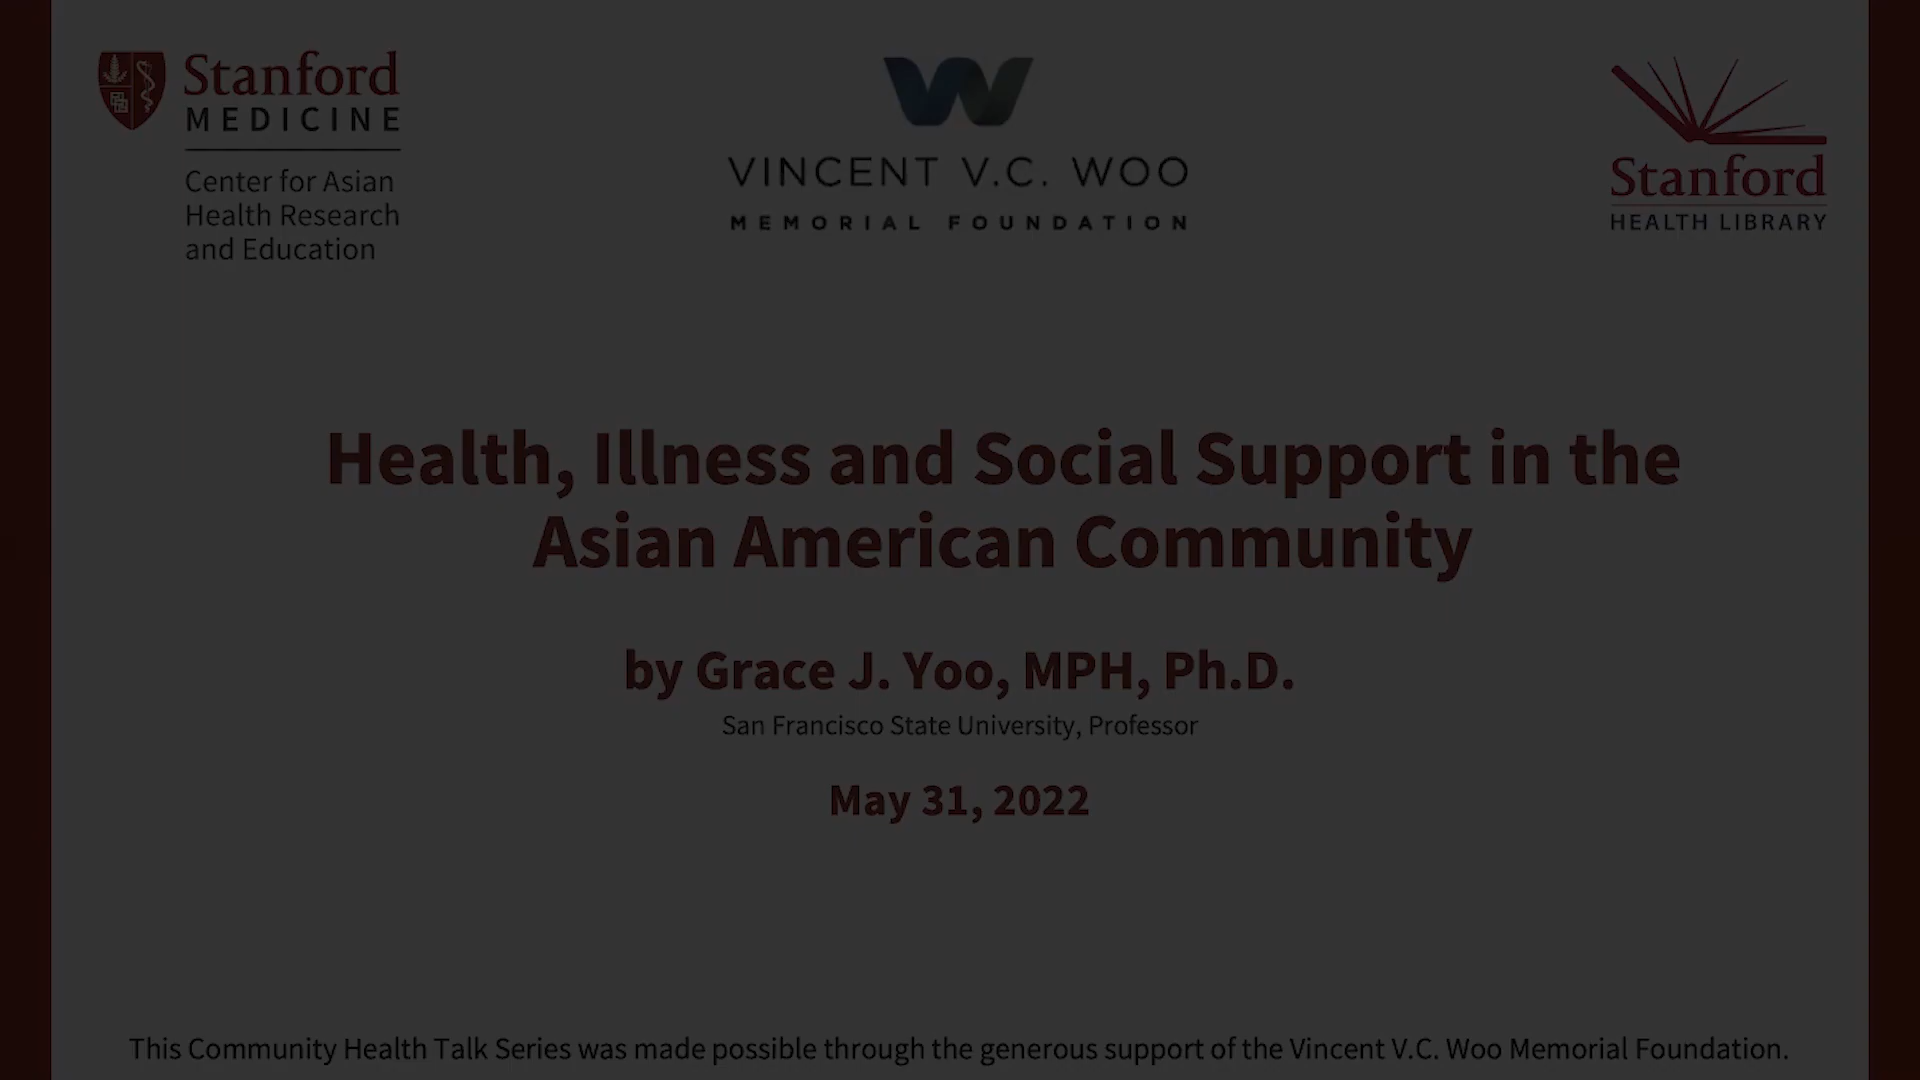 Stanford
MEDICINE
Center for Asian
Health Research
and Education
VINCENT V.C. WOO
MEMORIAL FOUNDATION
Stanford
HEALTH LIBRARY
Health, Illness and Social Support in the
Asian American Community
by Grace J. Yoo, MPH, Ph.D.
San Francisco State University, Professor
May 31, 2022
This Community Health Talk Series was made possible through the generous support of the Vincent V.C. Woo Memorial Foundation.